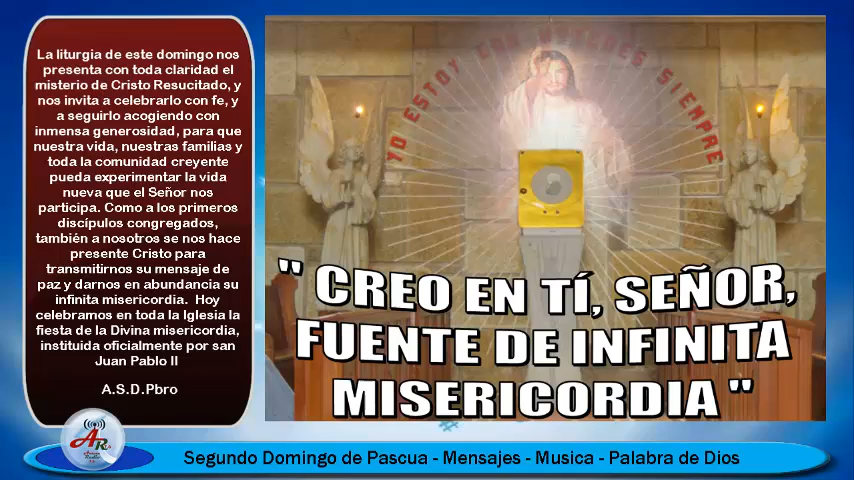 La liturgia de este domingo nos
presenta con toda claridad el
misterio de Cristo Resucitado, y
nos invita a celebrarlo con fe, y
a seguirlo acogiendo con
inmensa generosidad, para que
nuestra vida, nuestras familias y
toda la comunidad creyente
pueda experimentar la vida
nueva que el Señor nos
participa. Como a los primeros
discípulos congregados,
también a nosotros se nos hace
presente Cristo para
transmitirnos su mensaje de
paz y darnos en abundancia su
infinita misericordia. Hoy
celebramos en toda la Iglesia la
fiesta de la Divina misericordia,
instituida oficialmente por san
Juan Pablo II
A.S.D.Pbro
YO ESTOY CON USTEDES SIEMPRE
" CREO EN TÍ, SEÑOR,
FUENTE DE INFINITA
MISERICORDIA "
#
Segundo Domingo de Pascua - Mensajes - Musica - Palabra de Dios